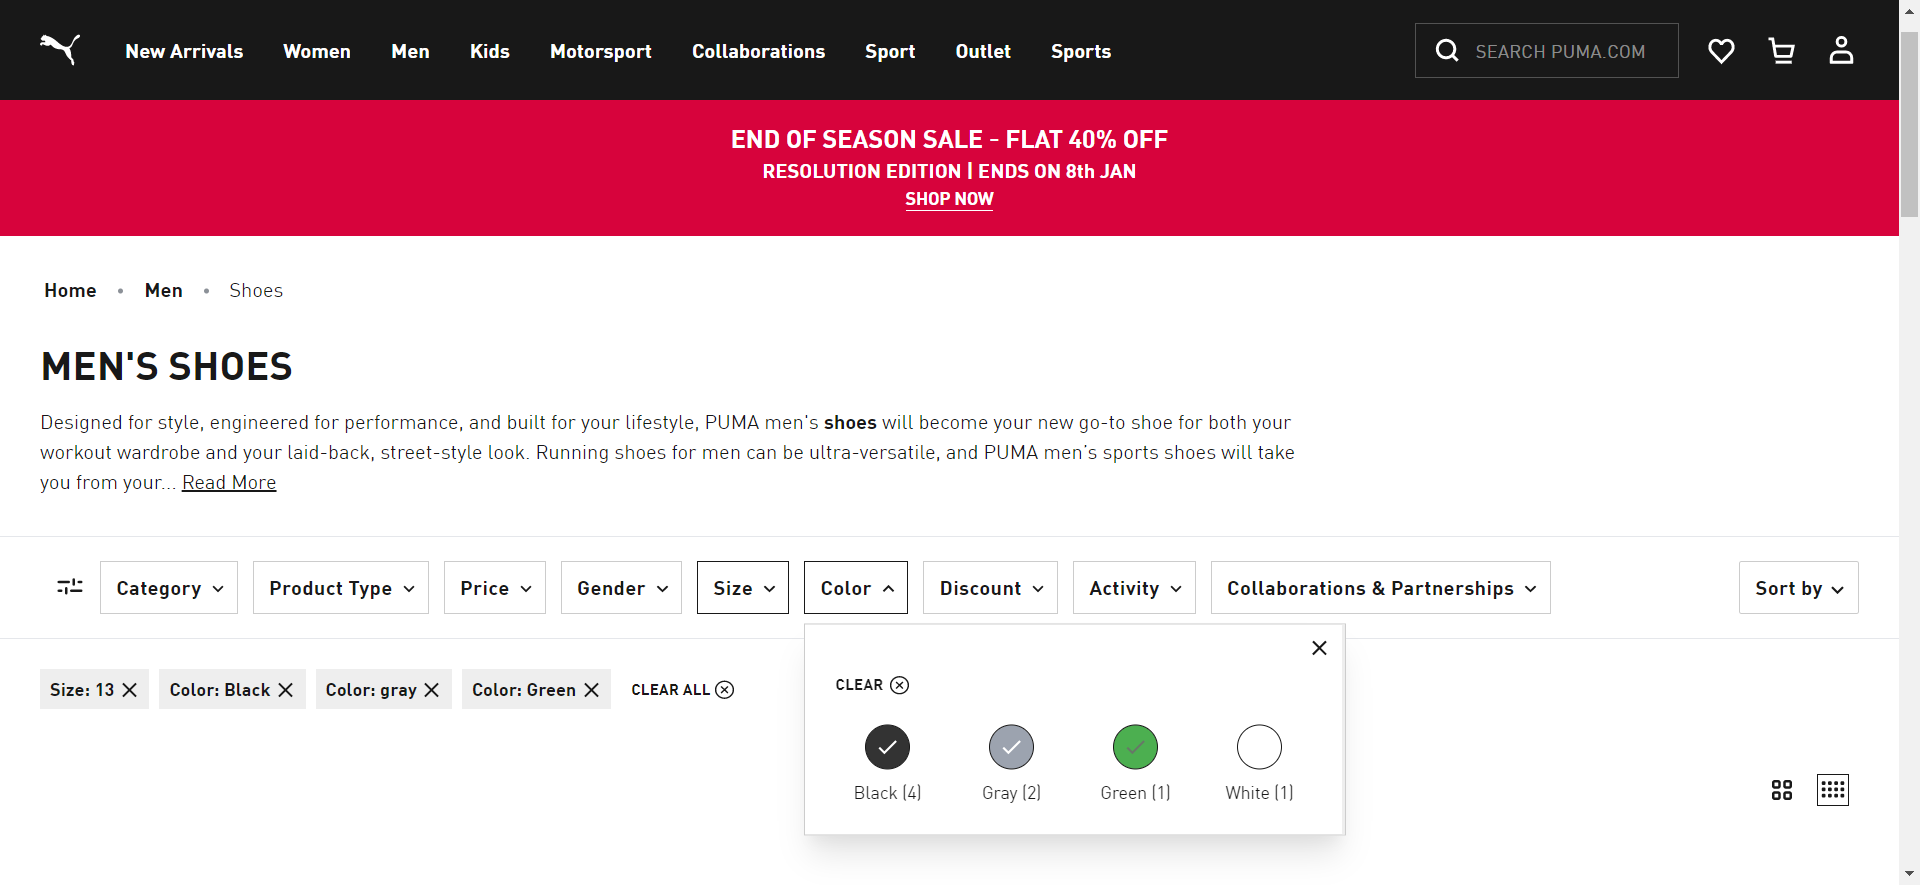 New Arrivals Women Men Kids Motorsport Collaborations Sport Outlet Sports SEARCH PUMA.COM
END OF SEASON SALE - FLAT 40% OFF
RESOLUTION EDITION | ENDS ON 8th JAN
SHOP NOW
Home • Men • Shoes
MEN'S SHOES
Designed for style, engineered for performance, and built for your lifestyle, PUMA men's shoes will become your new go-to shoe for both your
workout wardrobe and your laid-back, street-style look. Running shoes for men can be ultra-versatile, and PUMA men's sports shoes will take
you from your... Read More
Category Product Type Price Gender Size Color Discount Activity Collaborations & Partnerships Sort by
Size: 13 Color: Black Color: gray Color: Green CLEAR ALL
CLEAR
Black (4) Gray (2) Green (1) White (1)